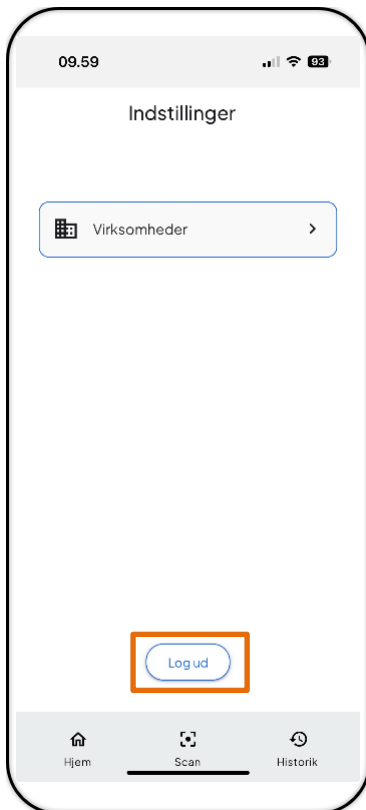 09.59
93
Indstillinger
Virksomheder
Log ud
Hjem
Scan
Historik